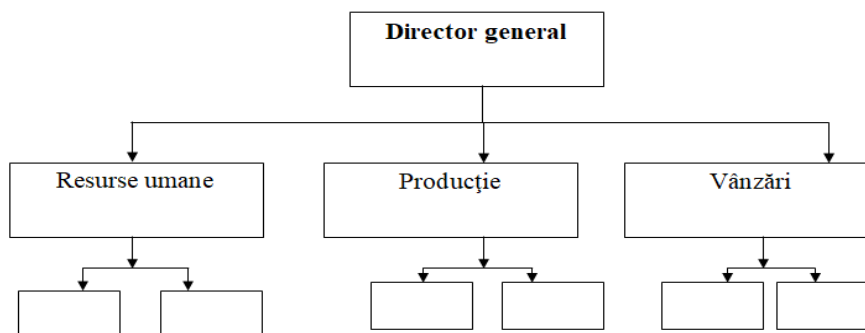 Director general
Resurse umane
Producţie
Vânzări